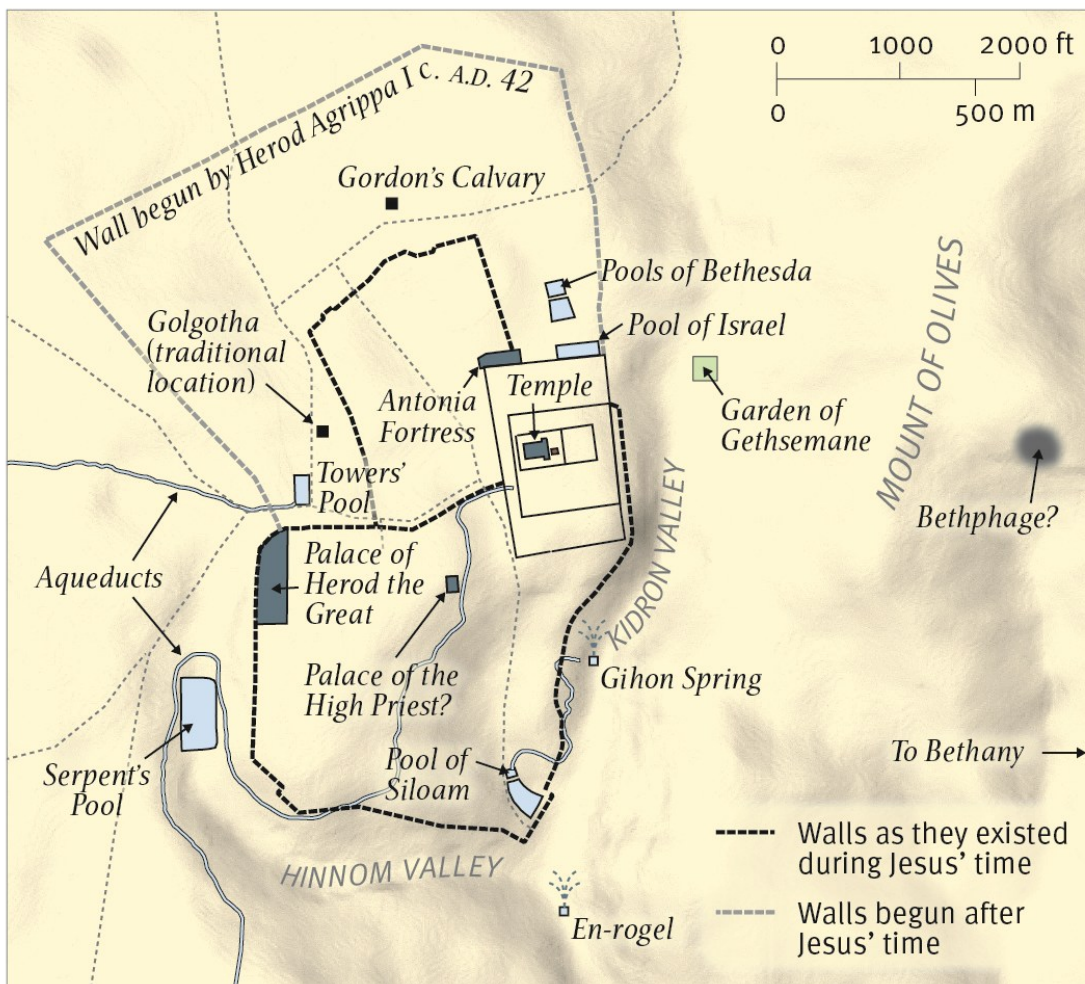 0 1000 2000 ft
0 500 m
Wall begun by Herod Agrippa I c. A.D. 42
Gordon's Calvary
Pools of Bethesda
Golgotha
(traditional
location)
Pool of Israel
Antonia
Fortress
Temple
Garden of
Gethsemane
MOUNT OF OLIVES
Bethphage?
Towers'
Pool
KIDRON VALLEY
Aqueducts
Palace of
Herod the
Great
Palace of the
High Priest?
Gihon Spring
Serpent's
Pool
Pool of
Siloam
To Bethany
HINNOM VALLEY
En-rogel
Walls as they existed
during Jesus' time
Walls begun after
Jesus' time